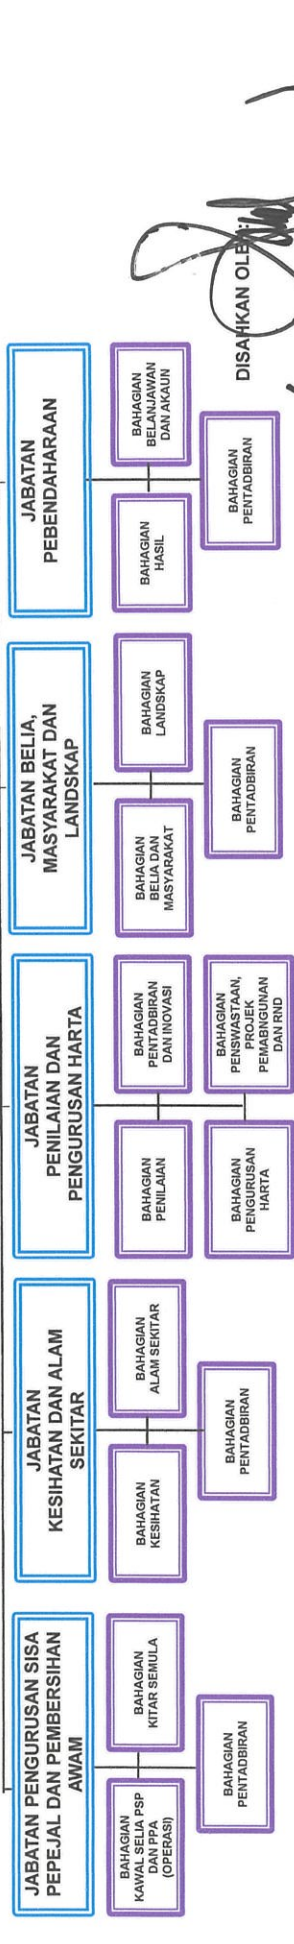 JABATAN PENGURUSAN SISA
PEPEJAL DAN PEMBERSIHAN
AWAM
BAHAGIAN
KAWAL SELIA PSP
DAN PPA
(OPERASI)
BAHAGIAN
KITAR SEMULA
BAHAGIAN
PENTADBIRAN
JABATAN
KESIHATAN DAN ALAM
SEKITAR
BAHAGIAN
KESIHATAN
BAHAGIAN
ALAM SEKITAR
BAHAGIAN
PENTADBIRAN
JABATAN
PENILAIAN DAN
PENGURUSAN HARTA
BAHAGIAN
PENILAIAN
BAHAGIAN
PENTADBIRAN
DAN INOVASI
BAHAGIAN
PENGURUSAN
HARTA
BAHAGIAN
PENSWASTAAN,
PROJEK
PEMABNGUNAN
DAN RND
JABATAN BELIA,
MASYARAKAT DAN
LANDSKAP
BAHAGIAN
BELIA DAN
MASYARAKAT
BAHAGIAN
LANDSKAP
BAHAGIAN
PENTADBIRAN
JABATAN
PEBENDAHARAAN
BAHAGIAN
HASIL
BAHAGIAN
BELANJAWAN
DAN AKAUN
BAHAGIAN
PENTADBIRAN
DISAHKAN OLEH :